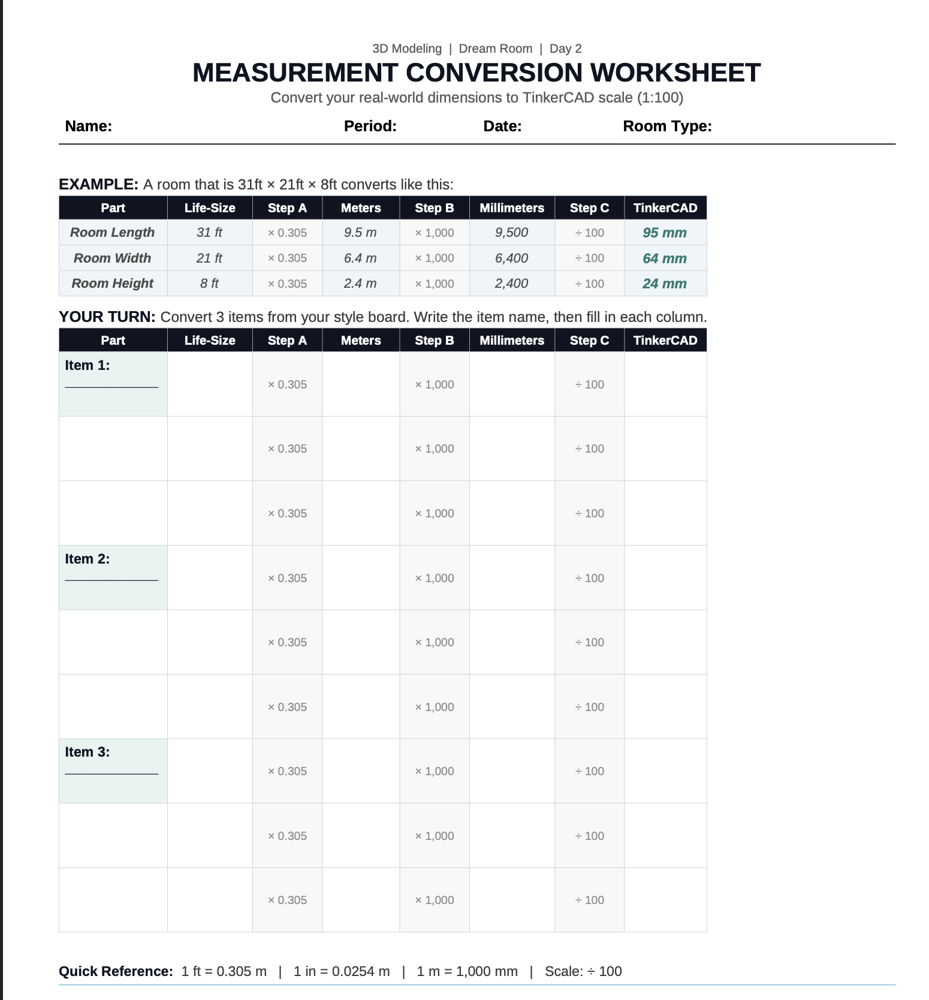 3D Modeling | Dream Room | Day 2
MEASUREMENT CONVERSION WORKSHEET
Convert your real-world dimensions to TinkerCAD scale (1:100)
Name: Period: Date: Room Type:
EXAMPLE: A room that is 31ft × 21ft × 8ft converts like this:
Part Life-Size Step A Meters Step B Millimeters Step C TinkerCAD
Room Length 31 ft × 0.305 9.5 m × 1,000 9,500 ÷ 100 95 mm
Room Width 21 ft × 0.305 6.4 m × 1,000 6,400 ÷ 100 64 mm
Room Height 8 ft × 0.305 2.4 m × 1,000 2,400 ÷ 100 24 mm
YOUR TURN: Convert 3 items from your style board. Write the item name, then fill in each column.
Part Life-Size Step A Meters Step B Millimeters Step C TinkerCAD
Item 1:
____________ × 0.305 × 1,000 ÷ 100
× 0.305 × 1,000 ÷ 100
× 0.305 × 1,000 ÷ 100
Item 2:
____________ × 0.305 × 1,000 ÷ 100
× 0.305 × 1,000 ÷ 100
× 0.305 × 1,000 ÷ 100
Item 3:
____________ × 0.305 × 1,000 ÷ 100
× 0.305 × 1,000 ÷ 100
× 0.305 × 1,000 ÷ 100
Quick Reference: 1 ft = 0.305 m | 1 in = 0.0254 m | 1 m = 1,000 mm | Scale: ÷ 100